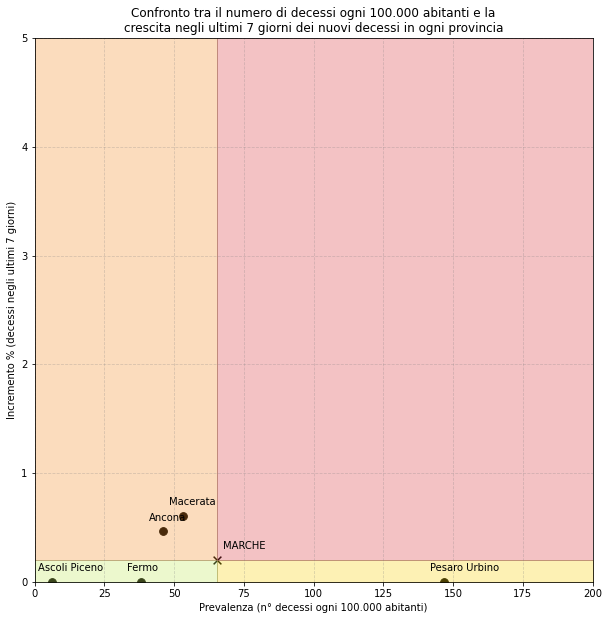 Confronto tra il numero di decessi ogni 100.000 abitanti e la
crescita negli ultimi 7 giorni dei nuovi decessi in ogni provincia
5
4
3
2
1
0
Incremento % (decessi negli ultimi 7 giorni)
Macerata
Ancona
MARCHE
Ascoli Piceno
Fermo
Pesaro Urbino
0 25 50 75 100 125 150 175 200
Prevalenza (n° decessi ogni 100.000 abitanti)